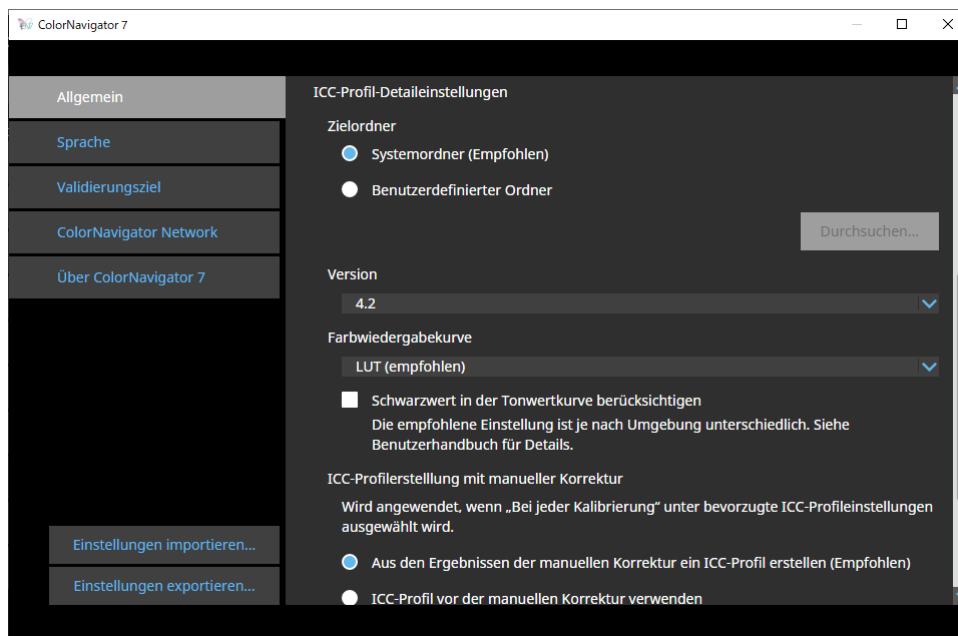 ColorNavigator 7
Allgemein
Sprache
Validierungsziel
ColorNavigator Network
Über ColorNavigator 7
Einstellungen importieren...
Einstellungen exportieren...
ICC-Profil-Detaileinstellungen
Zielordner
Systemordner (Empfohlen)
Benutzerdefinierter Ordner
Durchsuchen...
Version
4.2
Farbwiedergabekurve
LUT (empfohlen)
Schwarzwert in der Tonwertkurve berücksichtigen
Die empfohlene Einstellung ist je nach Umgebung unterschiedlich. Siehe
Benutzerhandbuch für Details.
ICC-Profilerstelllung mit manueller Korrektur
Wird angewendet, wenn „Bei jeder Kalibrierung“ unter bevorzugte ICC-Profileinstellungen
ausgewählt wird.
Aus den Ergebnissen der manuellen Korrektur ein ICC-Profil erstellen (Empfohlen)
ICC-Profil vor der manuellen Korrektur verwenden